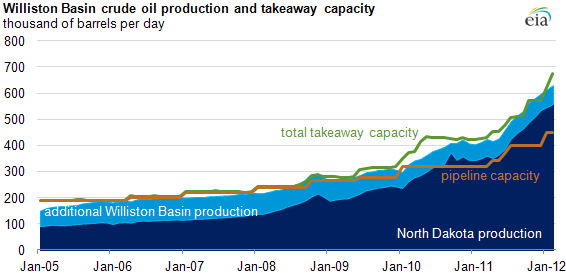 Williston Basin crude oil production and takeaway capacity
thousand of barrels per day
eia
800
700
600
500
400
300
200
100
0
total takeaway capacity
pipeline capacity
additional Williston Basin production
North Dakota production
Jan-05 Jan-06 Jan-07 Jan-08 Jan-09 Jan-10 Jan-11 Jan-12